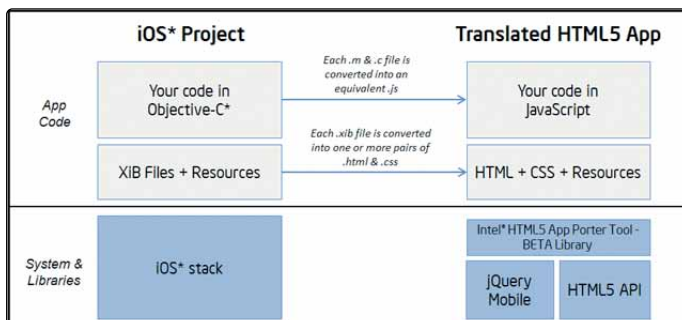 iOS* Project
Translated HTML5 App
App
Code
Your code in
Objective-C*
Each .m & .c file is
converted into an
equivalent .js
Your code in
JavaScript
XiB Files + Resources
Each .xib file is converted
into one or more pairs of
.html & .css
HTML + CSS + Resources
System &
Libraries
iOS* stack
Intel® HTML5 App Porter Tool -
BETA Library
jQuery
Mobile
HTML5 API